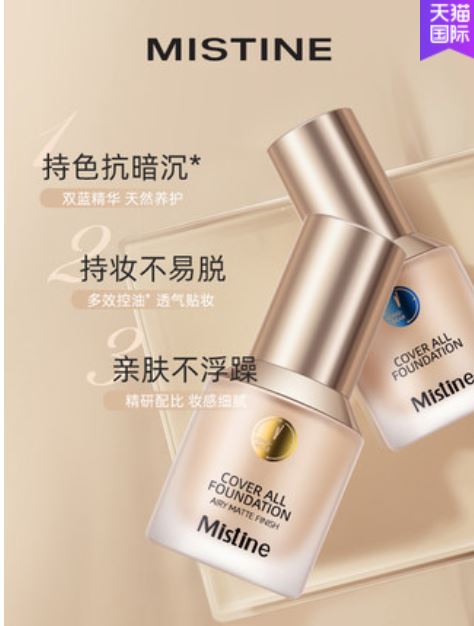 天猫
国际
MISTINE
1
持色抗暗沉*
双蓝精华 天然养护
2
持妆不易脱
多效控油* 透气贴妆
3
亲肤不浮躁
精研配比 妆感细腻
COVER ALL
FOUNDATION
Mistine
COVER ALL
FOUNDATION
AIRY MATTE FINISH
Mistine